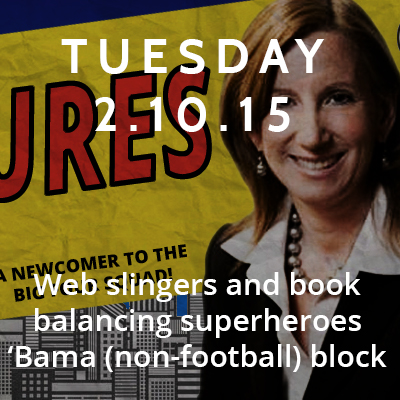 TUESDAY
2.10.15
URES
A NEWCOMER TO THE
BIG
Web slingers and book
balancing superheroes
‘Bama (non-football) block